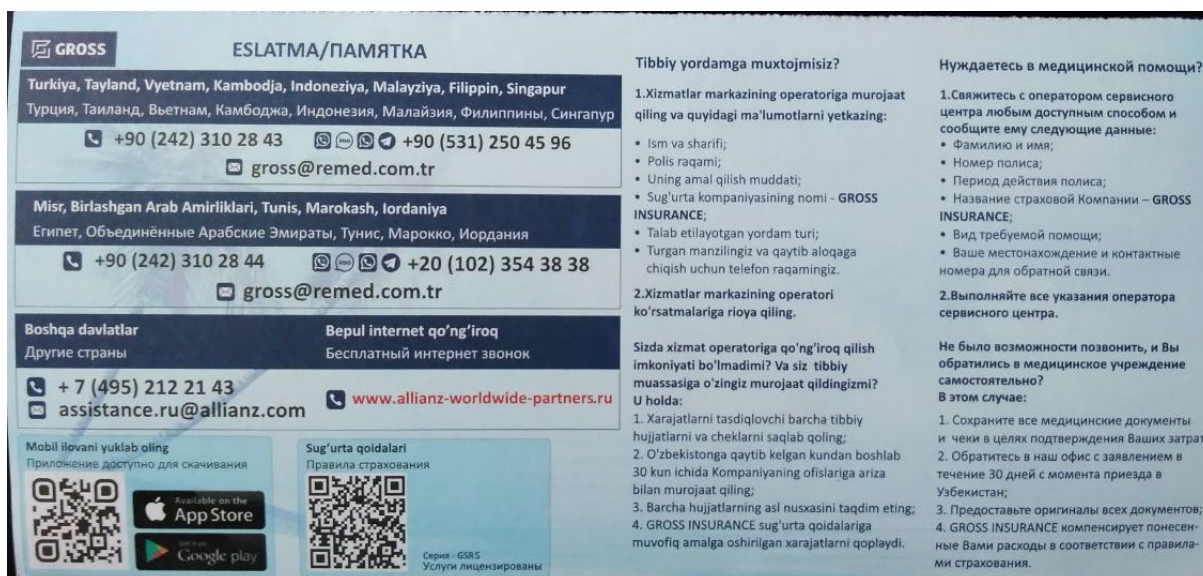 GROSS
ESLATMA/ПАМЯТКА
Turkiya, Tayland, Vyetnam, Kambodja, Indoneziya, Malayziya, Filippin, Singapur
Турция, Таиланд, Вьетнам, Камбоджа, Индонезия, Малайзия, Филиппины, Сингапур
+90 (242) 310 28 43 +90 (531) 250 45 96
gross@remed.com.tr
Misr, Birlashgan Arab Amirliklari, Tunis, Marokash, Iordaniya
Египет, Объединённые Арабские Эмираты, Тунис, Марокко, Иордания
+90 (242) 310 28 44 +20 (102) 354 38 38
gross@remed.com.tr
Boshqa davlatlar
Другие страны
Bepul internet qo'ng'iroq
Бесплатный интернет звонок
+ 7 (495) 212 21 43
assistance.ru@allianz.com
www.allianz-worldwide-partners.ru
Mobil ilovani yuklab oling
Приложение доступно для скачивания
Available on the
App Store
Google play
Sug'urta qoidalari
Правила страхования
Серия - GSRS
Услуги лицензированы
Tibbiy yordamga muxtojmisiz?
1.Xizmatlar markazining operatoriga murojaat
qiling va quyidagi ma'lumotlarni yetkazing:
• Ism va sharifi;
• Polis raqami;
• Uning amal qilish muddati;
• Sug'urta kompaniyasining nomi - GROSS
INSURANCE;
• Talab etilayotgan yordam turi;
• Turgan manzilingiz va qaytib aloqaga
chiqish uchun telefon raqamingiz.
2.Xizmatlar markazining operatori
ko'rsatmalariga rioya qiling.
Sizda xizmat operatoriga qo'ng'iroq qilish
imkoniyati bo'lmadimi? Va siz tibbiy
muassasiga o'zingiz murojaat qildingizmi?
U holda:
1. Xarajatlarni tasdiqlovchi barcha tibbiy
hujjatlarni va cheklarni saqlab qoling;
2. O'zbekistonga qaytib kelgan kundan boshlab
30 kun ichida Kompaniyaning ofislariga ariza
bilan murojaat qiling;
3. Barcha hujjatlarning asl nusxasini taqdim eting;
4. GROSS INSURANCE sug'urta qoidalariga
muvofiq amalga oshirilgan xarajatlarni qoplaydi.
Нуждаетесь в медицинской помощи?
1.Свяжитесь с оператором сервисного
центра любым доступным способом и
сообщите ему следующие данные:
• Фамилию и имя;
• Номер полиса;
• Период действия полиса;
• Название страховой Компании – GROSS
INSURANCE;
• Вид требуемой помощи;
• Ваше местонахождение и контактные
номера для обратной связи.
2.Выполняйте все указания оператора
сервисного центра.
Не было возможности позвонить, и Вы
обратились в медицинское учреждение
самостоятельно?
В этом случае:
1. Сохраните все медицинские документы
и чеки в целях подтверждения Ваших затрат
2. Обратитесь в наш офис с заявлением в
течение 30 дней с момента приезда в
Узбекистан;
3. Предоставьте оригиналы всех документов;
4. GROSS INSURANCE компенсирует понесен-
ные Вами расходы в соответствии с правила-
ми страхования.